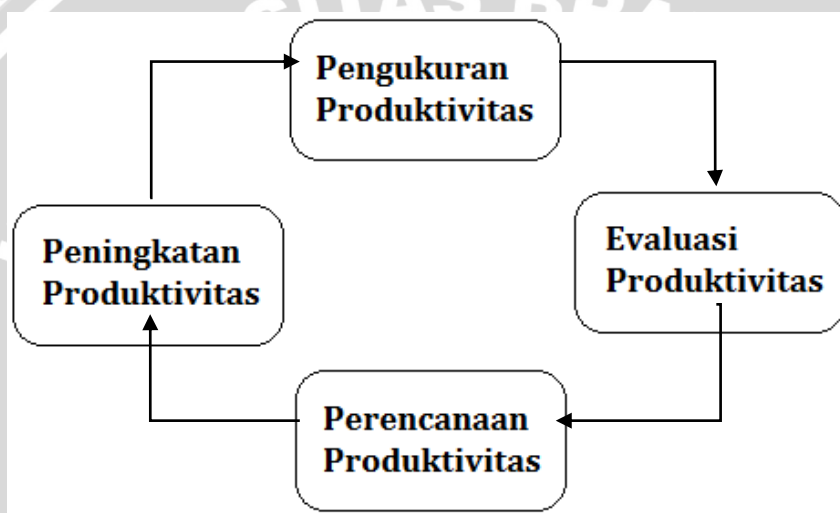 Pengukuran
Produktivitas
Evaluasi
Produktivitas
Perencanaan
Produktivitas
Peningkatan
Produktivitas